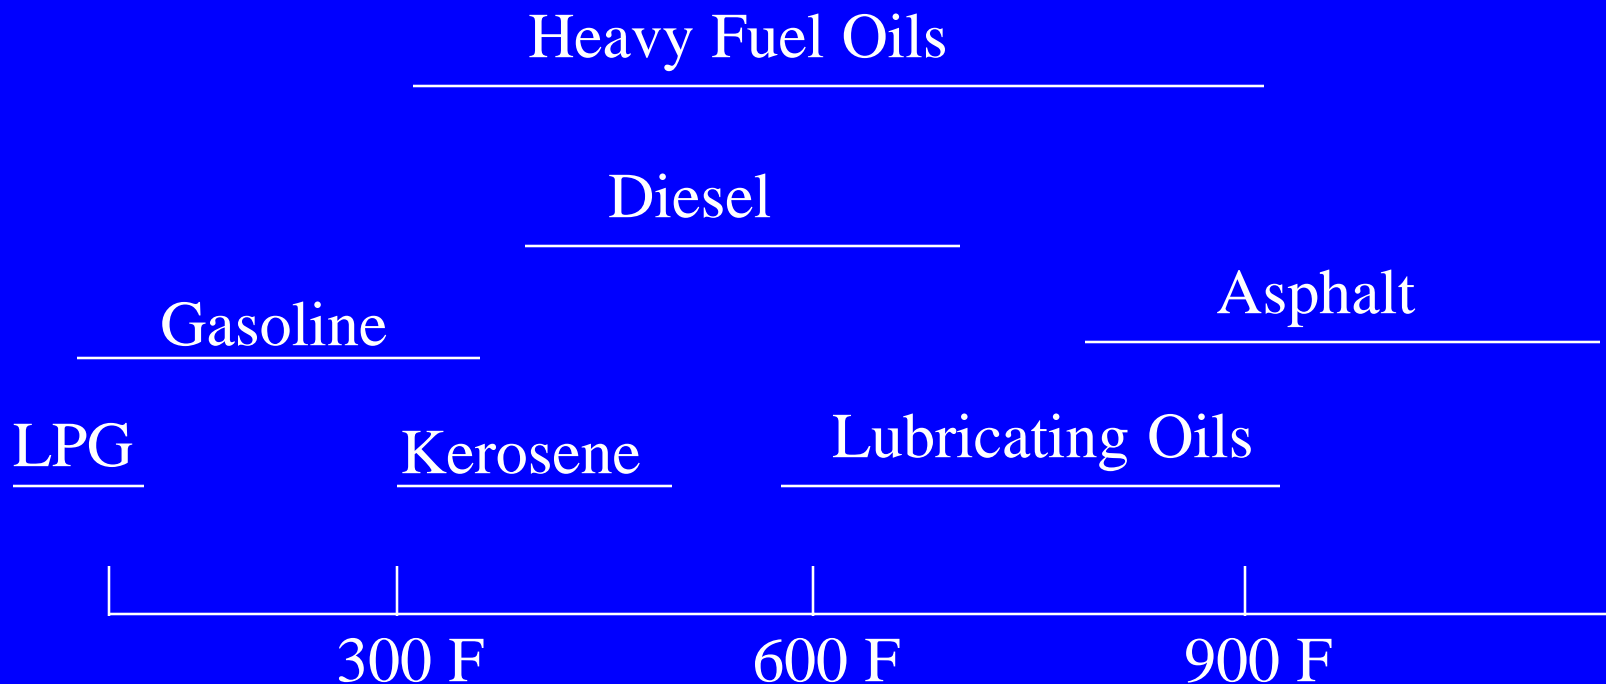 Heavy Fuel Oils
Diesel
Asphalt
Gasoline
LPG
Kerosene
Lubricating Oils
300 F
600 F
900 F